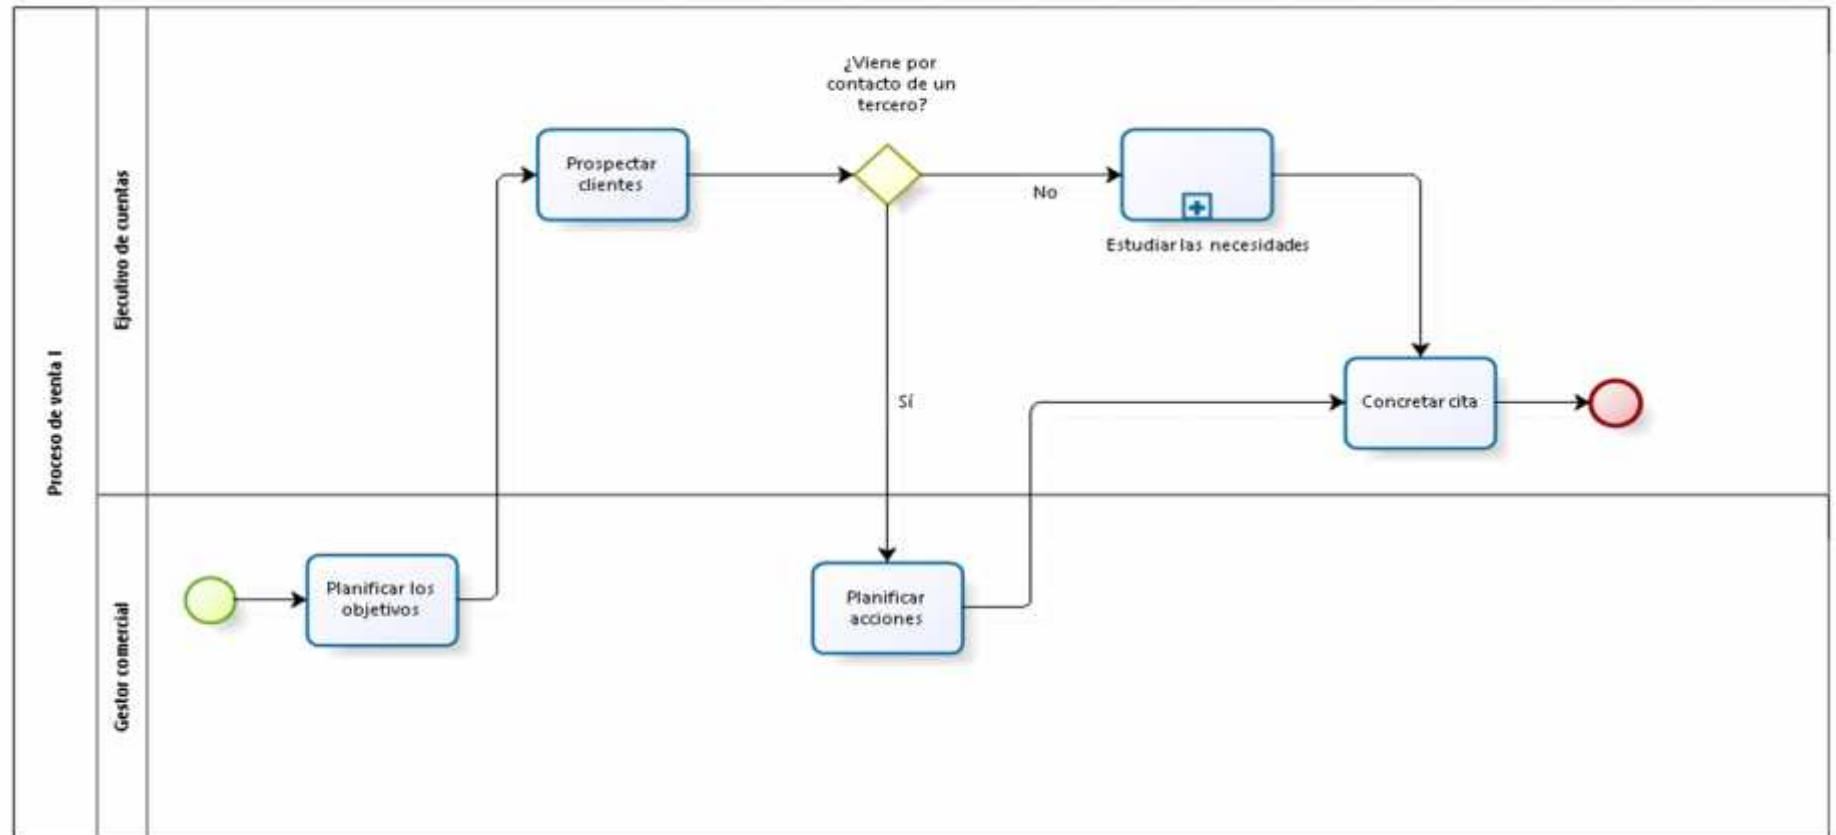 Proceso de venta I
Ejecutivo de cuentas
¿Viene por
contacto de un
tercero?
Prospectar
clientes
No
Estudiar las necesidades
Sí
Concretar cita
Gestor comercial
Planificar los
objetivos
Planificar
acciones